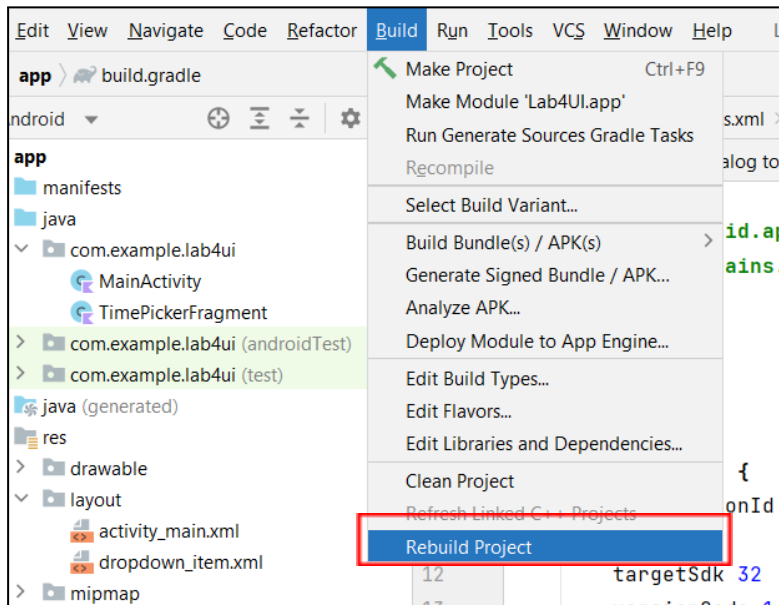 Edit View Navigate Code Refactor Build Run Tools VCS Window Help
app build.gradle
Android
app
manifests
java
com.example.lab4ui
MainActivity
TimePickerFragment
com.example.lab4ui (androidTest)
com.example.lab4ui (test)
java (generated)
res
drawable
layout
activity_main.xml
dropdown_item.xml
mipmap
Make Project Ctrl+F9
Make Module 'Lab4UI.app'
Run Generate Sources Gradle Tasks
Recompile
Select Build Variant...
Build Bundle(s) / APK(s)
Generate Signed Bundle / APK...
Analyze APK...
Deploy Module to App Engine...
Edit Build Types...
Edit Flavors...
Edit Libraries and Dependencies...
Clean Project
Refresh Linked C++ Projects
Rebuild Project
s.xml
alog to
id.ap
ains.
{
onId
12 targetSdk 32